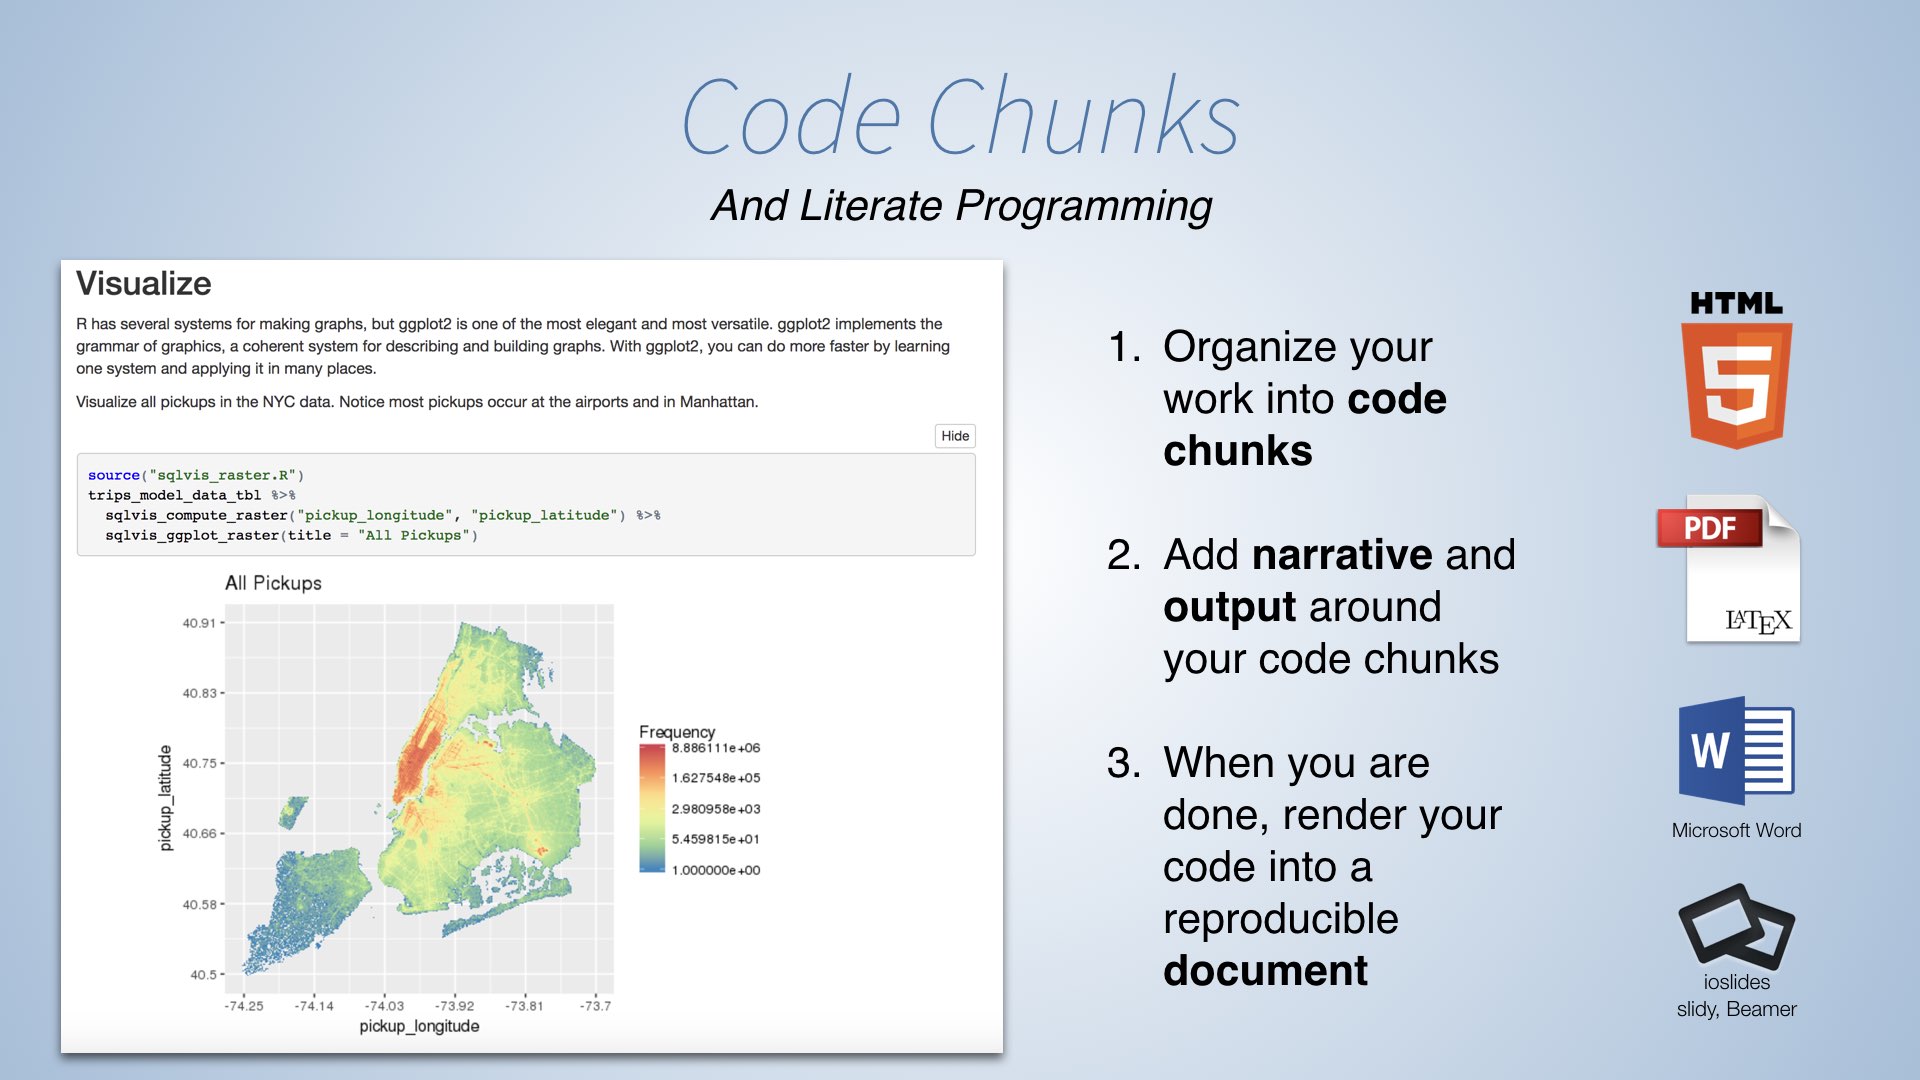 Code Chunks
And Literate Programming
Visualize
R has several systems for making graphs, but ggplot2 is one of the most elegant and most versatile. ggplot2 implements the
grammar of graphics, a coherent system for describing and building graphs. With ggplot2, you can do more faster by learning
one system and applying it in many places.
Visualize all pickups in the NYC data. Notice most pickups occur at the airports and in Manhattan.
Hide
source("sqlvis_raster.R")
trips_model_data_tbl %>%
  sqlvis_compute_raster("pickup_longitude", "pickup_latitude") %>%
  sqlvis_ggplot_raster(title = "All Pickups")
All Pickups
40.91
40.83
40.75
40.66
40.58
40.5
pickup_latitude
-74.25 -74.14 -74.03 -73.92 -73.81 -73.7
pickup_longitude
Frequency
8.886111e+06
1.627548e+05
2.980958e+03
5.459815e+01
1.000000e+00
1. Organize your
work into code
chunks
2. Add narrative and
output around
your code chunks
3. When you are
done, render your
code into a
reproducible
document
HTML
5
PDF
LATEX
W
Microsoft Word
ioslides
slidy, Beamer